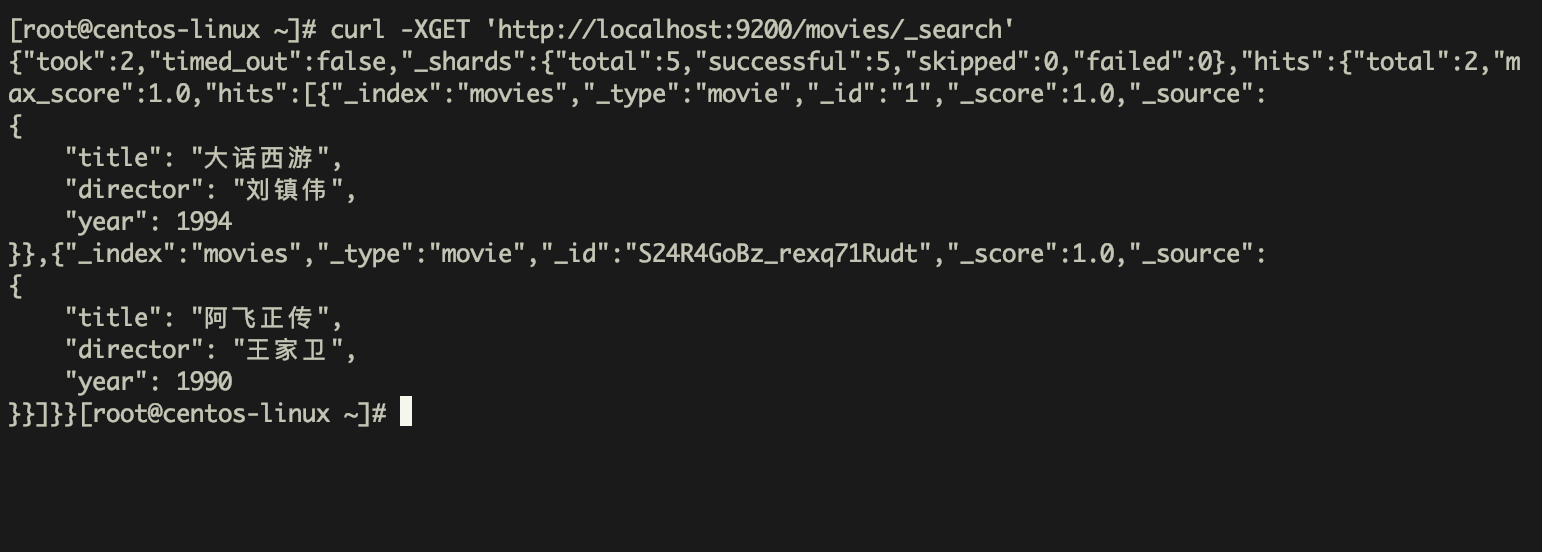 [root@centos-linux ~]# curl -XGET 'http://localhost:9200/movies/_search'
{"took":2,"timed_out":false,"_shards":{"total":5,"successful":5,"skipped":0,"failed":0},"hits":{"total":2,"m
ax_score":1.0,"hits":[{"_index":"movies","_type":"movie","_id":"1","_score":1.0,"_source":
{
    "title": "大话西游",
    "director": "刘镇伟",
    "year": 1994
}},{"_index":"movies","_type":"movie","_id":"S24R4GoBz_rexq71Rudt","_score":1.0,"_source":
{
    "title": "阿飞正传",
    "director": "王家卫",
    "year": 1990
}}]}}[root@centos-linux ~]#